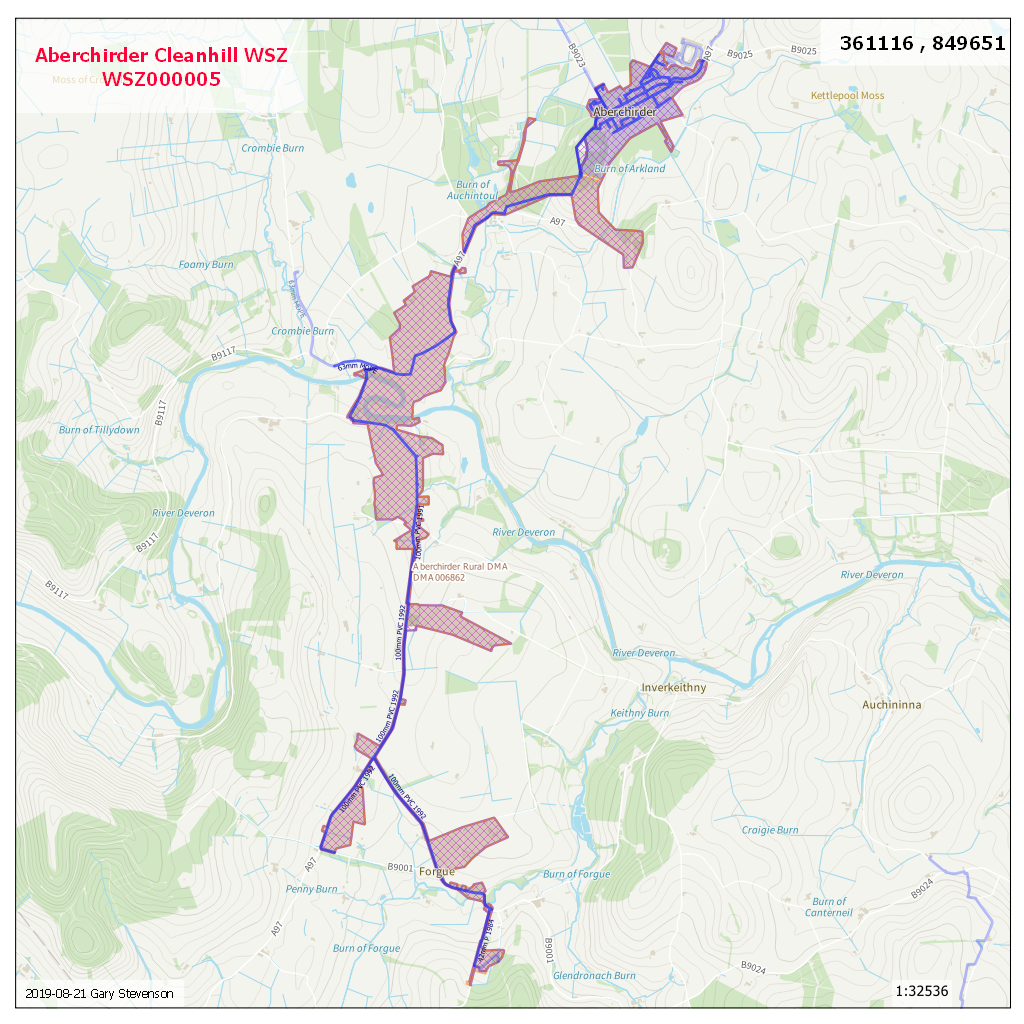 Aberchirder Cleanhill WSZ
WSZ000005
361116 , 849651
B9023
A97
B9025
B9025
Moss of Cr
Kettlepool Moss
Aberchirder
Crombie Burn
Burn of Arkland
Burn of
Auchintoul
A97
A97
Foamy Burn
63mm HPPE
Crombie Burn
B9117
63mm
B9117
Burn of Tillydown
River Deveron
100mm PVC 1991
River Deveron
B9117
Aberchirder Rural DMA
DMA006862
River Deveron
B9117
100mm PVC 1992
River Deveron
Inverkeithny
100mm PVC 1992
Keithny Burn
Auchininna
100mm PVC 1992
100mm PVC 1992
Craigie Burn
A97
B9001
Forgue
Burn of Forgue
Penny Burn
B9024
Burn of
Canterneil
A97
Burn of Forgue
B9001
B9024
Glendronach Burn
2019-08-21 Gary Stevenson
1:32536